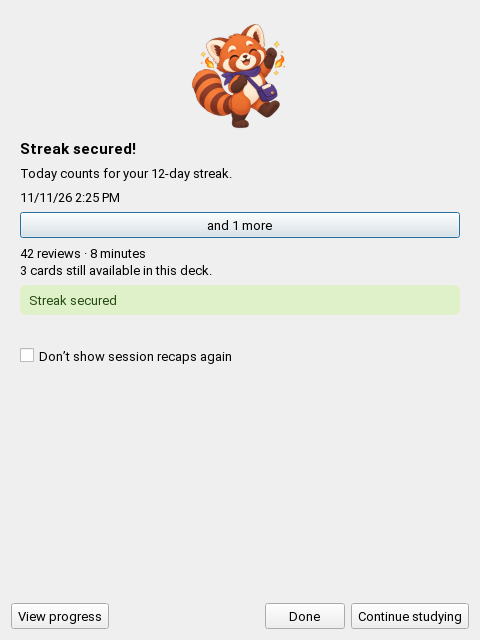 Streak secured!
Today counts for your 12-day streak.
11/11/26 2:25 PM
and 1 more
42 reviews · 8 minutes
3 cards still available in this deck.
Streak secured
Don’t show session recaps again
View progress
Done
Continue studying